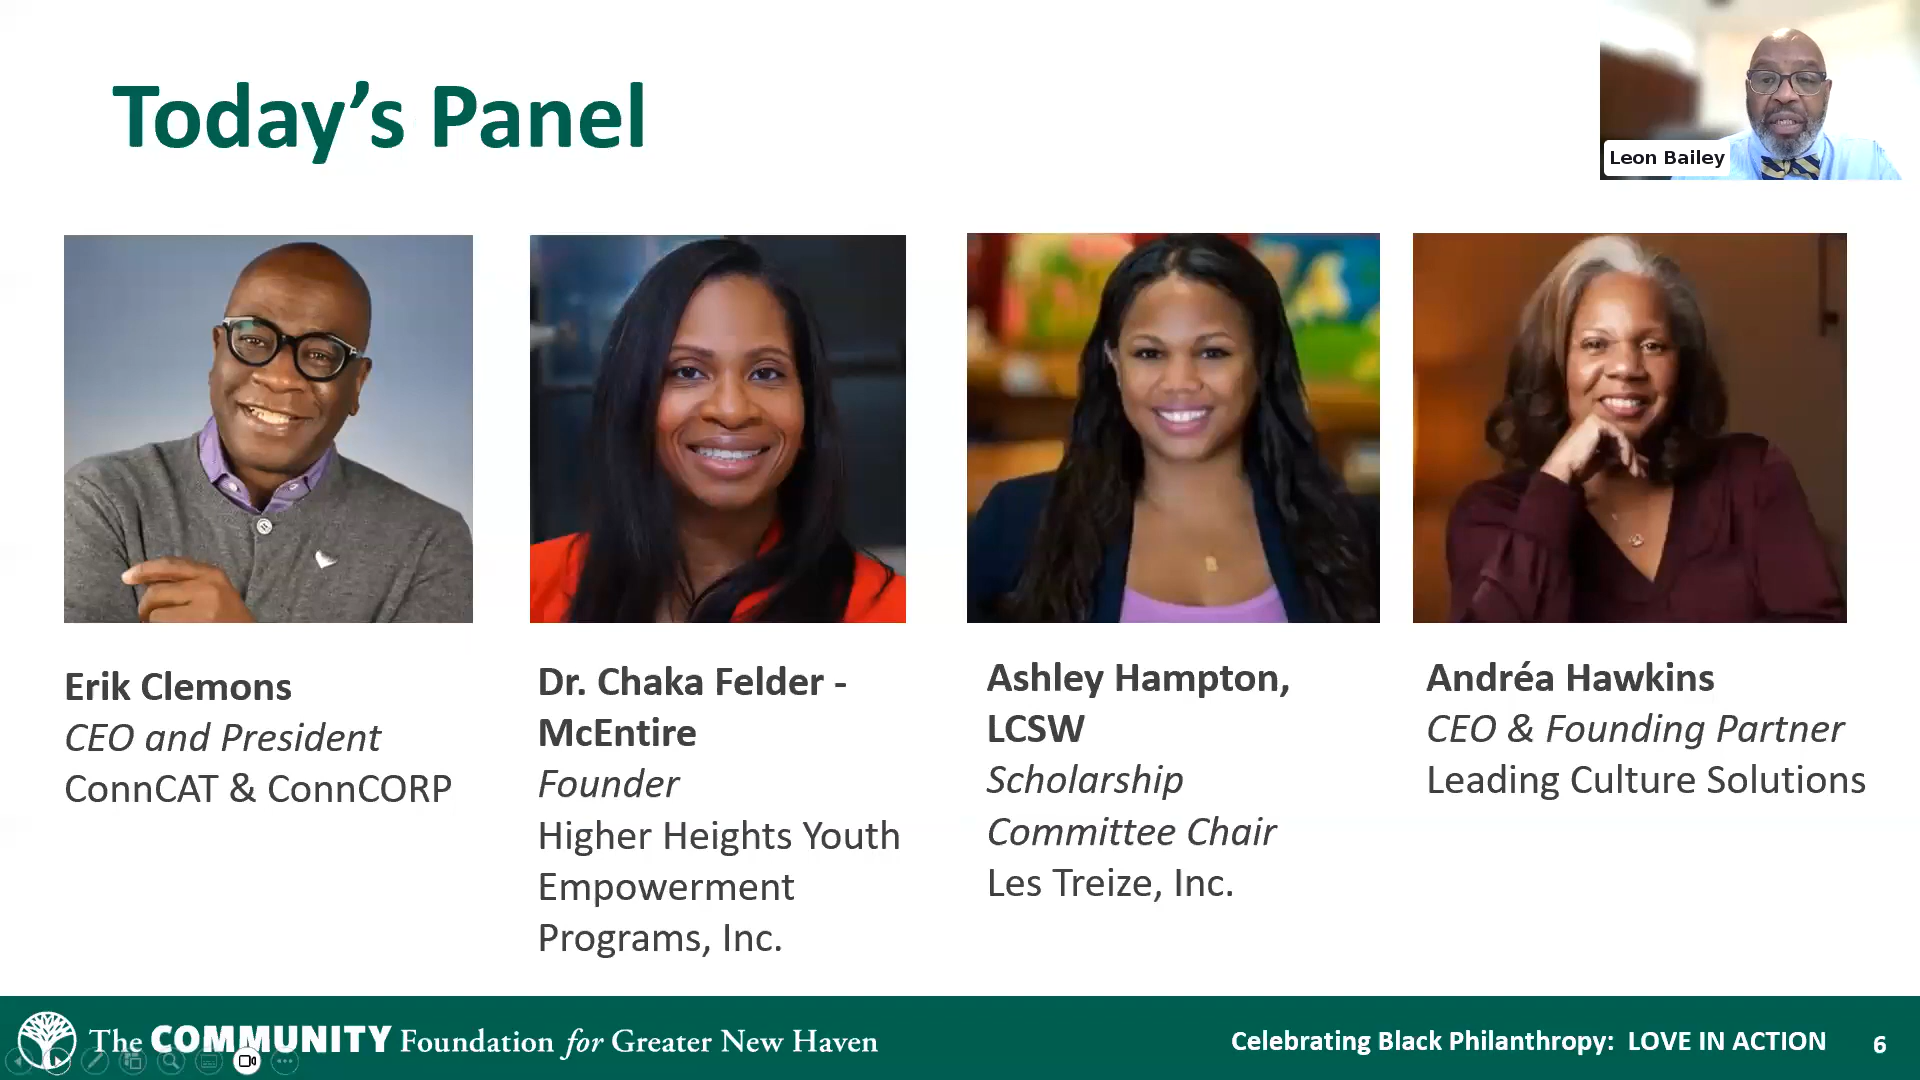 Today’s Panel
Leon Bailey
Erik Clemons
CEO and President
ConnCAT & ConnCORP
Dr. Chaka Felder -
McEntire
Founder
Higher Heights Youth
Empowerment
Programs, Inc.
Ashley Hampton,
LCSW
Scholarship
Committee Chair
Les Treize, Inc.
Andréa Hawkins
CEO & Founding Partner
Leading Culture Solutions
The COMMUNITY Foundation for Greater New Haven
Celebrating Black Philanthropy: LOVE IN ACTION
6